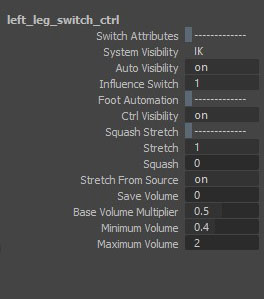 left_leg_switch_ctrl
Switch Attributes -------------
System Visibility IK
Auto Visibility on
Influence Switch 1
Foot Automation -------------
Ctrl Visibility on
Squash Stretch -------------
Stretch 1
Squash 0
Stretch From Source on
Save Volume 0
Base Volume Multiplier 0.5
Minimum Volume 0.4
Maximum Volume 2